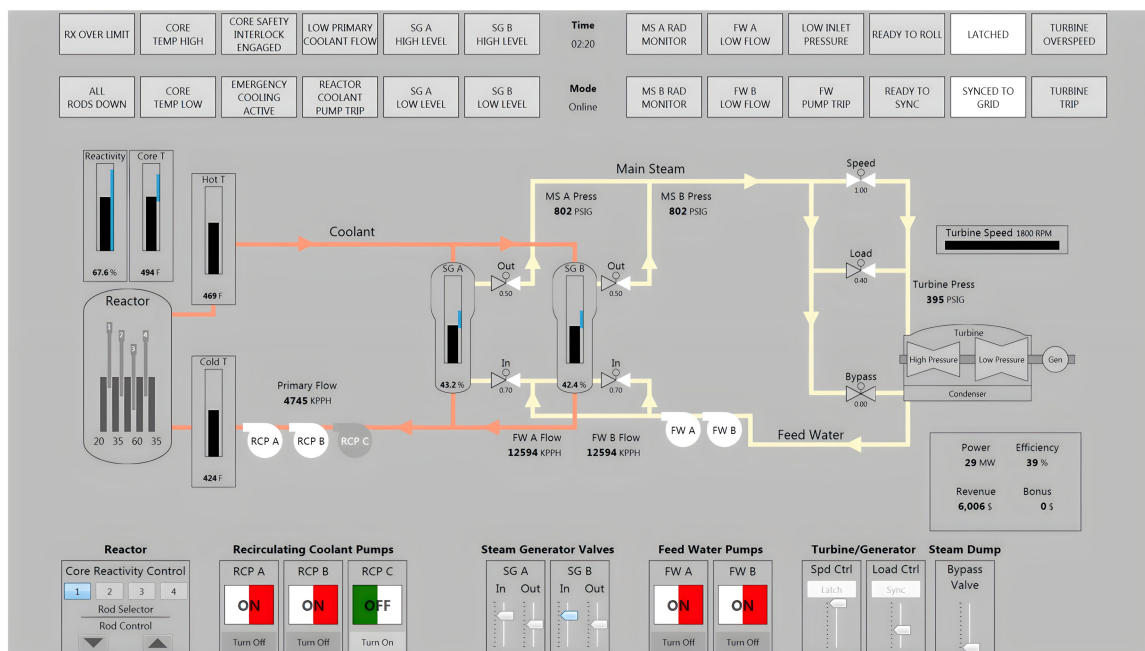 RX OVER LIMIT
CORE
TEMP HIGH
CORE SAFETY
INTERLOCK
ENGAGED
LOW PRIMARY
COOLANT FLOW
SG A
HIGH LEVEL
SG B
HIGH LEVEL
Time
02:20
MS A RAD
MONITOR
FW A
LOW FLOW
LOW INLET
PRESSURE
READY TO ROLL
LATCHED
TURBINE
OVERSPEED
ALL
RODS DOWN
CORE
TEMP LOW
EMERGENCY
COOLING
ACTIVE
REACTOR
COOLANT
PUMP TRIP
SG A
LOW LEVEL
SG B
LOW LEVEL
Mode
Online
MS B RAD
MONITOR
FW B
LOW FLOW
FW
PUMP TRIP
READY TO
SYNC
SYNCED TO
GRID
TURBINE
TRIP
Reactivity
67.6 %
Core T
494 F
Hot T
469 F
Coolant
Main Steam
MS A Press
802 PSIG
MS B Press
802 PSIG
Speed
1.00
Turbine Speed 1800 RPM
SG A
43.2 %
Out
0.50
SG B
42.4 %
Out
0.50
Load
0.40
Turbine Press
395 PSIG
Reactor
1
2
3
4
20 35 35 60 35
Cold T
424 F
Primary Flow
4745 KPPH
In
0.70
In
0.70
Bypass
0.00
Turbine
High Pressure
Low Pressure
Gen
Condenser
RCP A
RCP B
RCP C
FW A Flow
12594 KPPH
FW B Flow
12594 KPPH
FW A
FW B
Feed Water
Power
29 MW
Efficiency
39 %
Revenue
6,006 $
Bonus
0 $
Reactor
Core Reactivity Control
1 2 3 4
Rod Selector
Rod Control
Recirculating Coolant Pumps
RCP A
ON
Turn Off
RCP B
ON
Turn Off
RCP C
OFF
Turn On
Steam Generator Valves
SG A
In Out
SG B
In Out
Feed Water Pumps
FW A
ON
Turn Off
FW B
ON
Turn Off
Turbine/Generator
Spd Ctrl
Latch
Load Ctrl
Sync
Steam Dump
Bypass
Valve